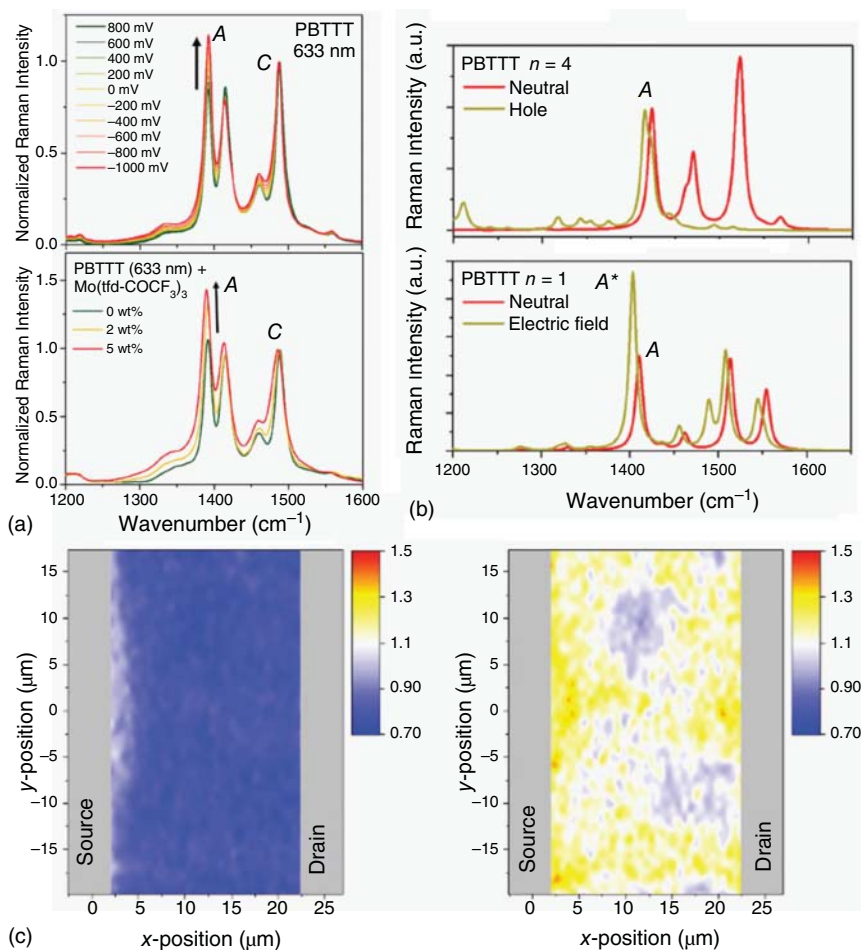 800 mV
600 mV
400 mV
200 mV
0 mV
−200 mV
−400 mV
−600 mV
−800 mV
−1000 mV
A
C
PBTTT
633 nm
Normalized Raman Intensity
1.0
0.5
0.0
PBTTT (633 nm) +
Mo(tfd-COCF3)3
0 wt%
2 wt%
5 wt%
A
C
Normalized Raman Intensity
1.5
1.0
0.5
0.0
1200 1300 1400 1500 1600
Wavenumber (cm−1)
(a)
PBTTT n = 4
Neutral
Hole
A
Raman Intensity (a.u.)
PBTTT n = 1
Neutral
Electric field
A*
A
Raman Intensity (a.u.)
1200 1300 1400 1500 1600
Wavenumber (cm−1)
(b)
15
10
5
0
−5
−10
−15
y-position (μm)
Source
Drain
0 5 10 15 20 25
x-position (μm)
1.5
1.3
1.1
0.90
0.70
15
10
5
0
−5
−10
−15
y-position (μm)
Source
Drain
0 5 10 15 20 25
x-position (μm)
1.5
1.3
1.1
0.90
0.70
(c)